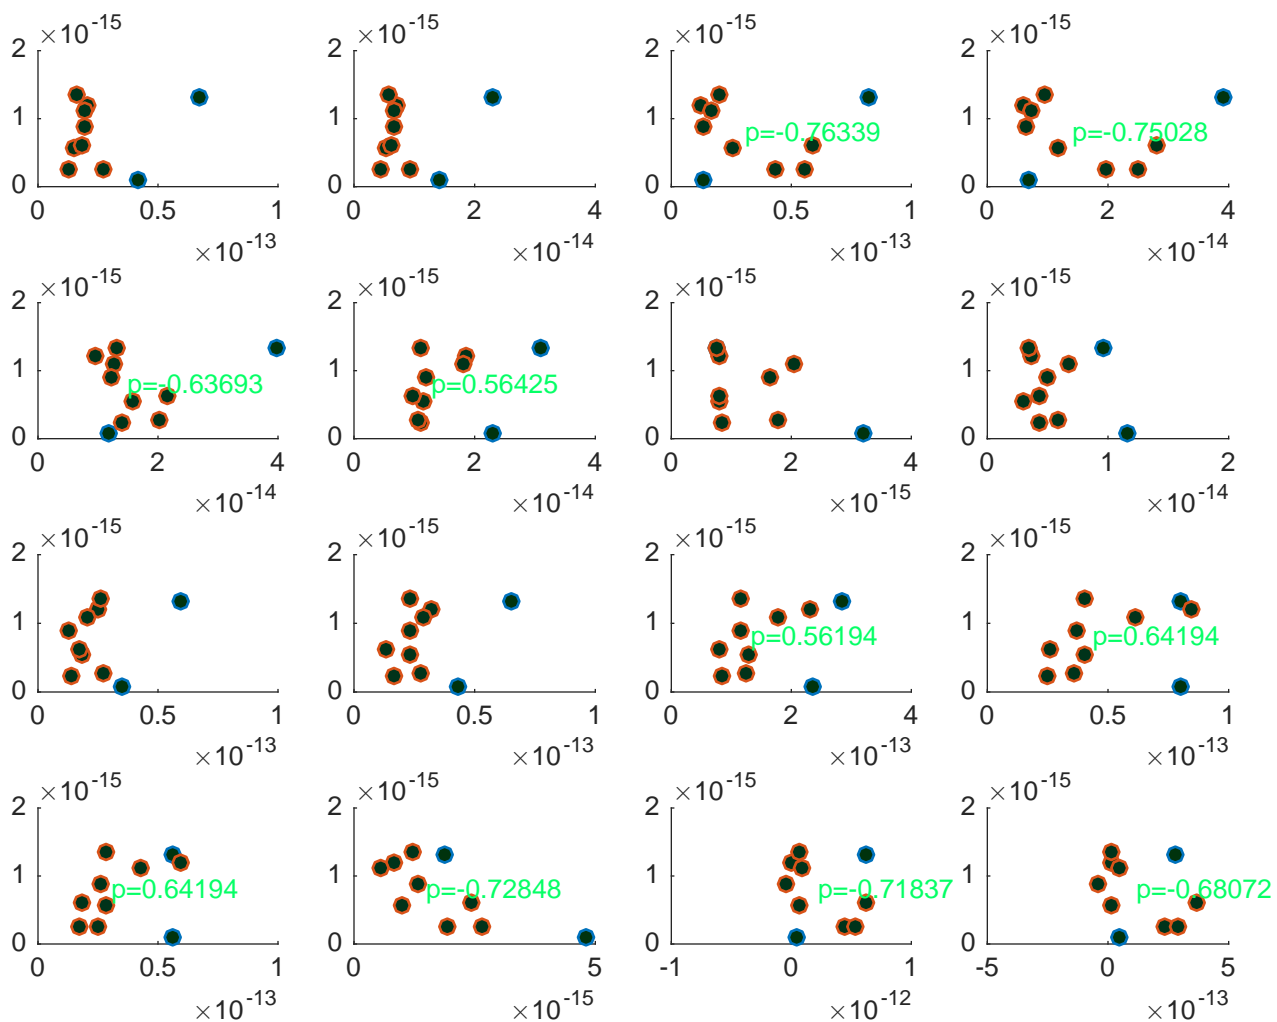 ×10^-15 ×10^-15 ×10^-15 ×10^-15
2 2 2 2
1 1 1 1
p=-0.76339 p=-0.75028
0 0 0 0
0 0.5 1 0 2 4 0 0.5 1 0 2 4
×10^-13 ×10^-14 ×10^-13 ×10^-14
×10^-15 ×10^-15 ×10^-15 ×10^-15
2 2 2 2
1 1 1 1
p=-0.63693 p=0.56425
0 0 0 0
0 2 4 0 2 4 0 2 4 0 1 2
×10^-14 ×10^-14 ×10^-15 ×10^-14
×10^-15 ×10^-15 ×10^-15 ×10^-15
2 2 2 2
1 1 1 1
p=0.56194 p=0.64194
0 0 0 0
0 0.5 1 0 0.5 1 0 2 4 0 0.5 1
×10^-13 ×10^-13 ×10^-13 ×10^-13
×10^-15 ×10^-15 ×10^-15 ×10^-15
2 2 2 2
1 1 1 1
p=0.64194 p=-0.72848 p=-0.71837 p=-0.68072
0 0 0 0
0 0.5 1 0 5 -1 0 1 -5 0 5
×10^-13 ×10^-15 ×10^-12 ×10^-13